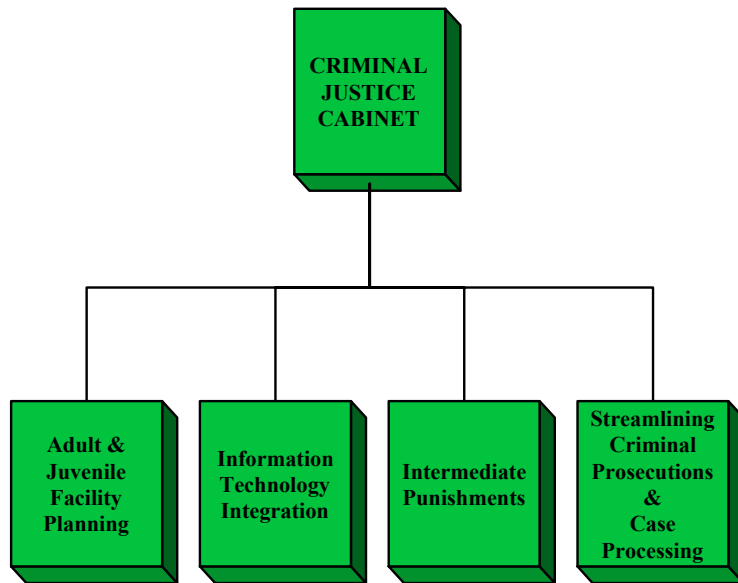 CRIMINAL
JUSTICE
CABINET
Adult &
Juvenile
Facility
Planning
Information
Technology
Integration
Intermediate
Punishments
Streamlining
Criminal
Prosecutions
&
Case
Processing